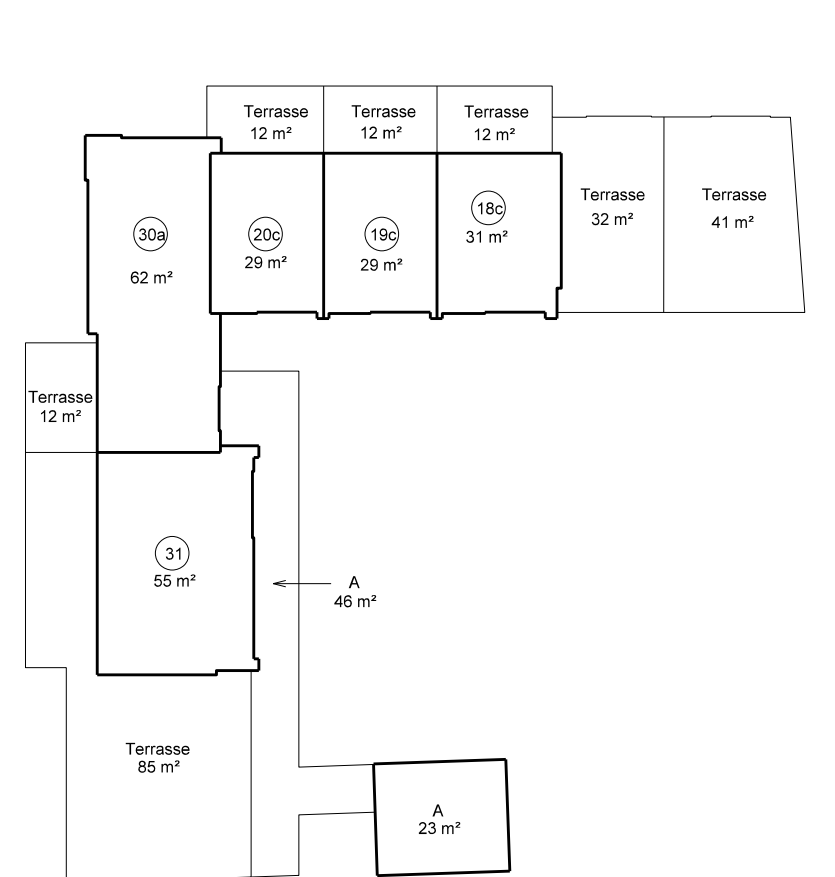 Terrasse
12 m²
Terrasse
12 m²
Terrasse
12 m²
Terrasse
32 m²
Terrasse
41 m²
30a
62 m²
20c
29 m²
19c
29 m²
18c
31 m²
Terrasse
12 m²
31
55 m²
A
46 m²
Terrasse
85 m²
A
23 m²